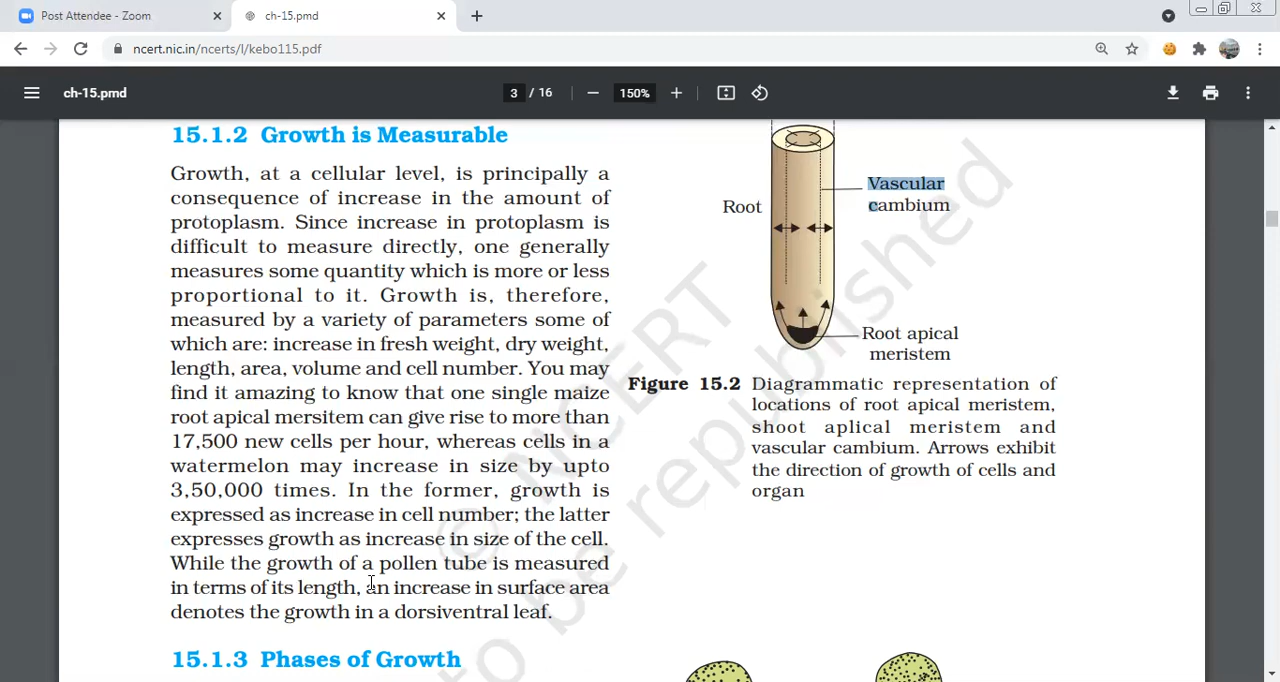 Post Attendee - Zoom
ch-15.pmd
ncert.nic.in/ncerts/l/kebo115.pdf
ch-15.pmd
3 / 16
150%
15.1.2 Growth is Measurable
Growth, at a cellular level, is principally a
consequence of increase in the amount of
protoplasm. Since increase in protoplasm is
difficult to measure directly, one generally
measures some quantity which is more or less
proportional to it. Growth is, therefore,
measured by a variety of parameters some of
which are: increase in fresh weight, dry weight,
length, area, volume and cell number. You may
find it amazing to know that one single maize
root apical mersitem can give rise to more than
17,500 new cells per hour, whereas cells in a
watermelon may increase in size by upto
3,50,000 times. In the former, growth is
expressed as increase in cell number; the latter
expresses growth as increase in size of the cell.
While the growth of a pollen tube is measured
in terms of its length, an increase in surface area
denotes the growth in a dorsiventral leaf.
15.1.3 Phases of Growth
Root
Vascular
cambium
Root apical
meristem
Figure 15.2 Diagrammatic representation of
locations of root apical meristem,
shoot aplical meristem and
vascular cambium. Arrows exhibit
the direction of growth of cells and
organ
© NCERT
to be republished